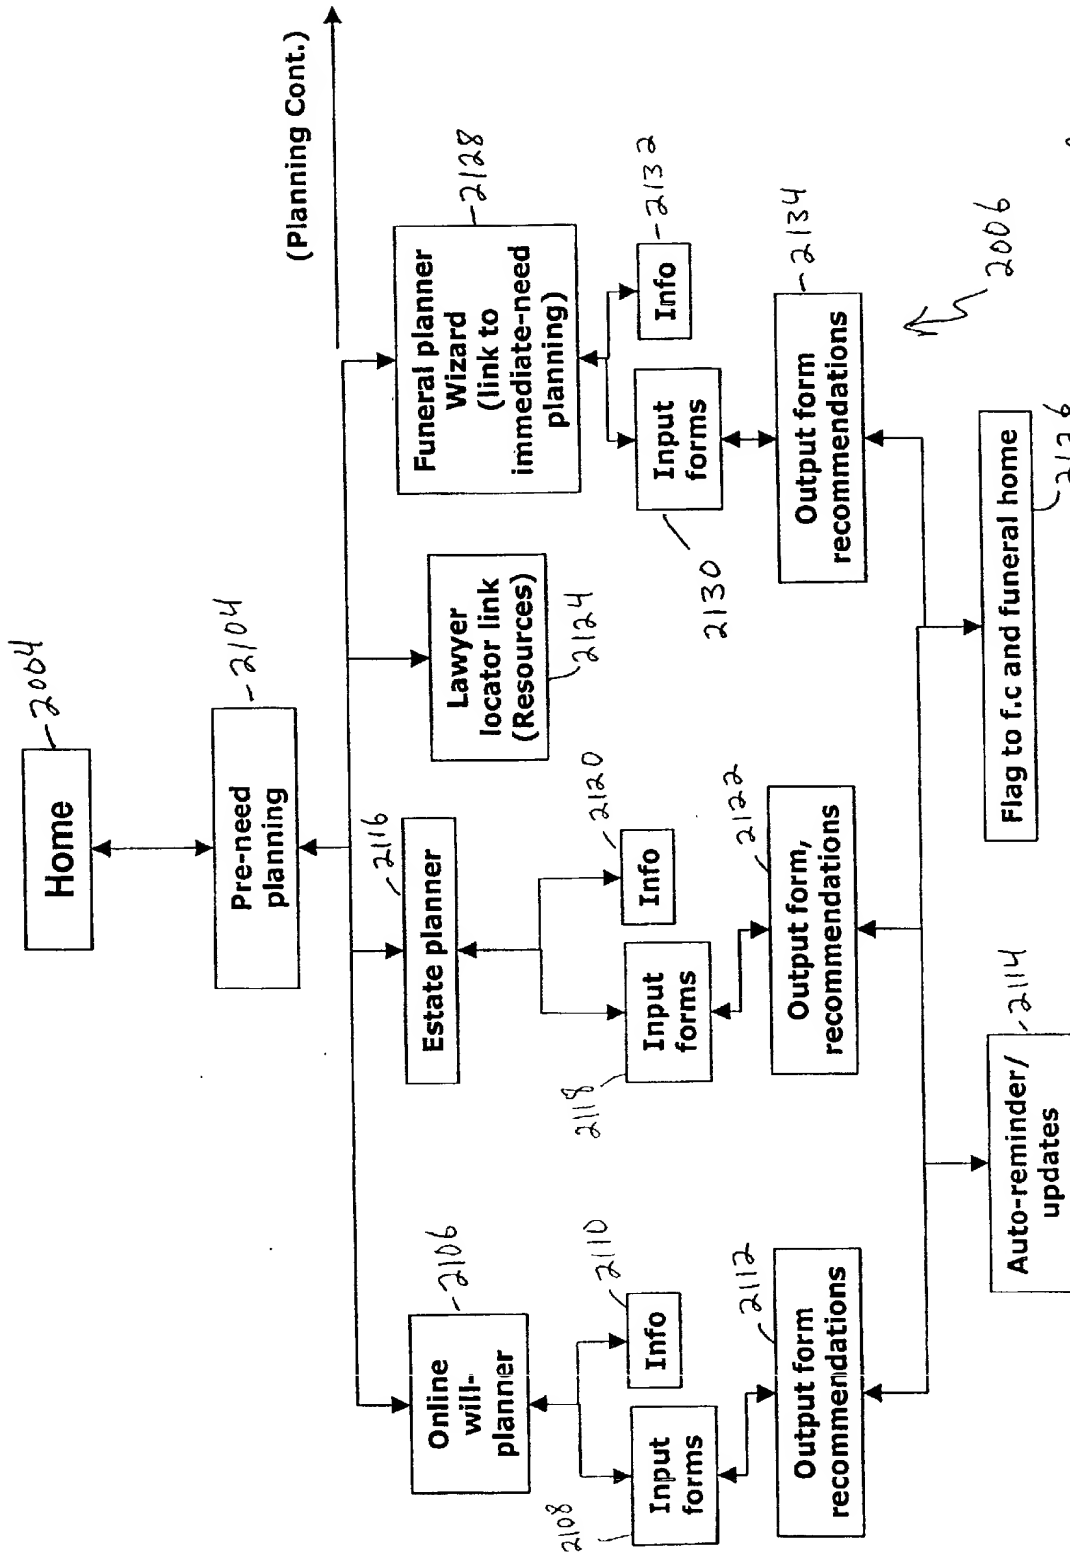 Home
2004
Pre-need
planning
2104
(Planning Cont.)
Online
will-
planner
2106
Estate planner
2116
Lawyer
locator link
(Resources)
2124
Funeral planner
Wizard
(link to
immediate-need
planning)
2128
Input
forms
2108
Info
2110
Input
forms
2118
Info
2120
Input
forms
2130
Info
2132
Output form
recommendations
2112
Output form,
recommendations
2122
Output form
recommendations
2134
Auto-reminder/
updates
2114
Flag to f.c and funeral home
2126
2006